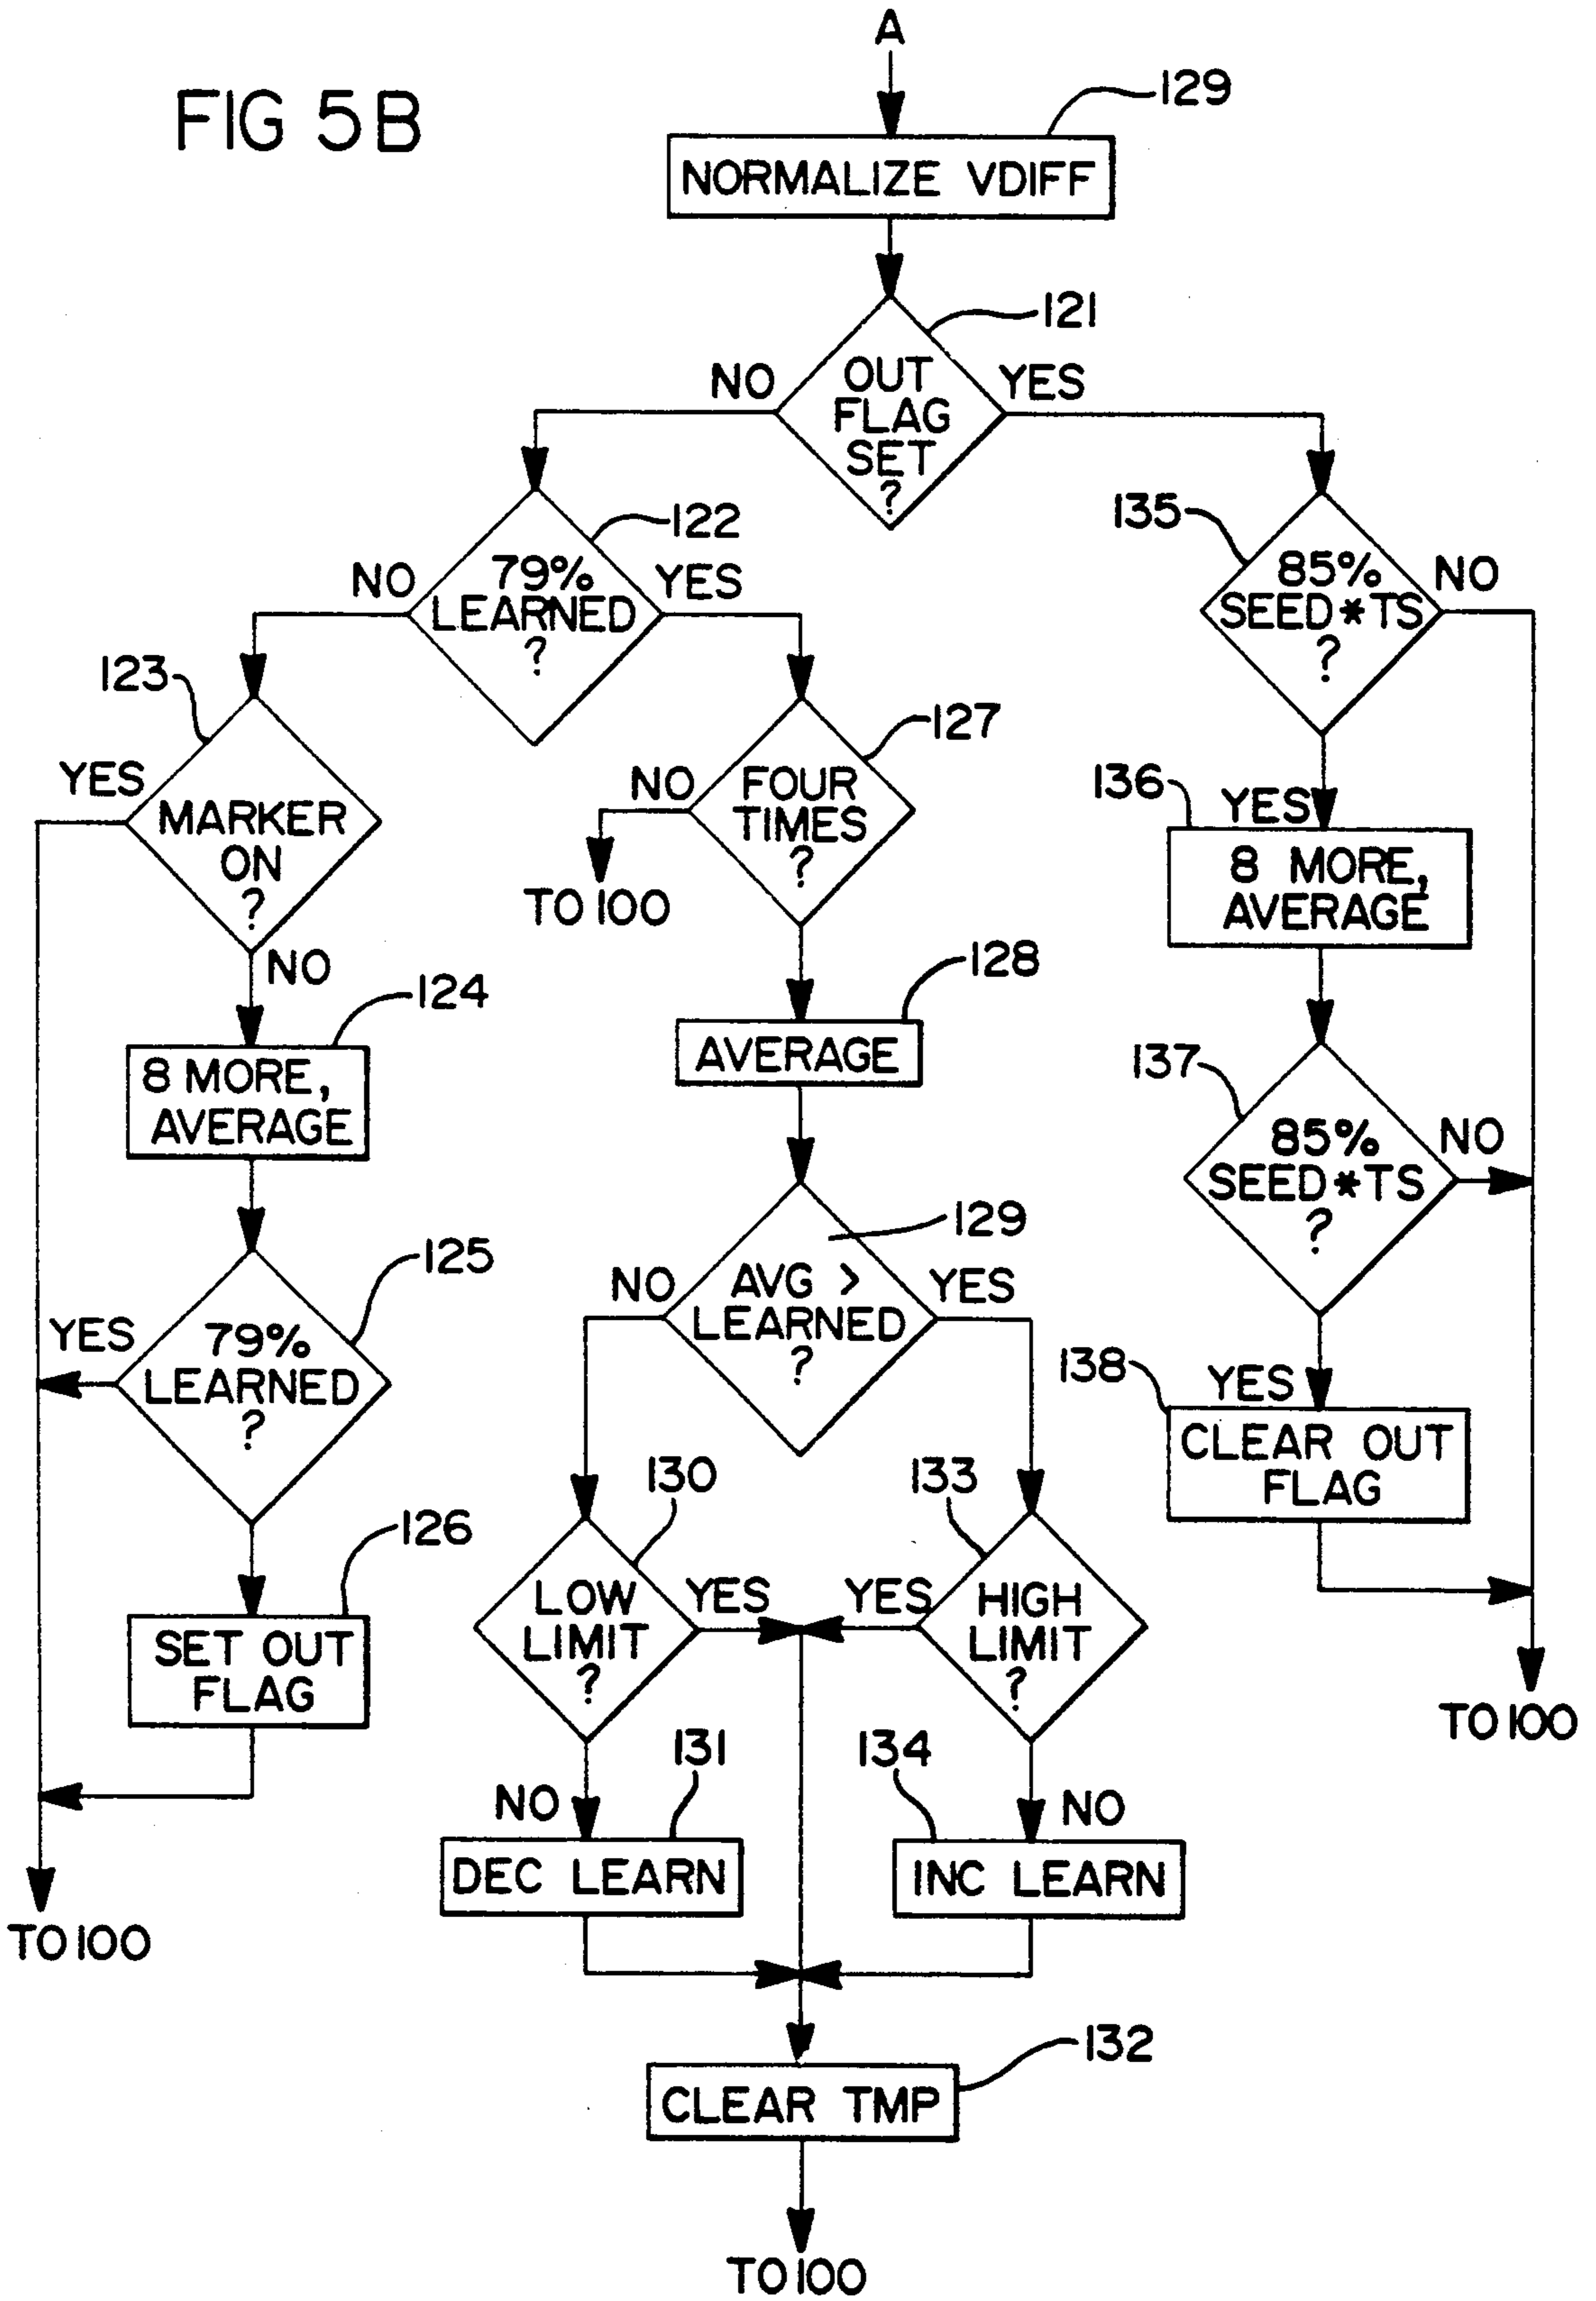 A
FIG 5B
129
NORMALIZE VDIFF
121
NO
OUT
FLAG
SET
?
YES
122
NO
79%
LEARNED
?
YES
135
85%
SEED*TS
?
NO
123
YES
MARKER
ON
?
NO
127
NO
FOUR
TIMES
?
TO 100
136
YES
8 MORE,
AVERAGE
124
8 MORE,
AVERAGE
128
AVERAGE
137
85%
SEED*TS
?
NO
125
YES
79%
LEARNED
?
129
NO
AVG >
LEARNED
?
YES
138
YES
CLEAR OUT
FLAG
126
SET OUT
FLAG
130
LOW
LIMIT
?
YES
133
YES
HIGH
LIMIT
?
TO 100
131
NO
DEC LEARN
134
NO
INC LEARN
TO 100
132
CLEAR TMP
TO 100